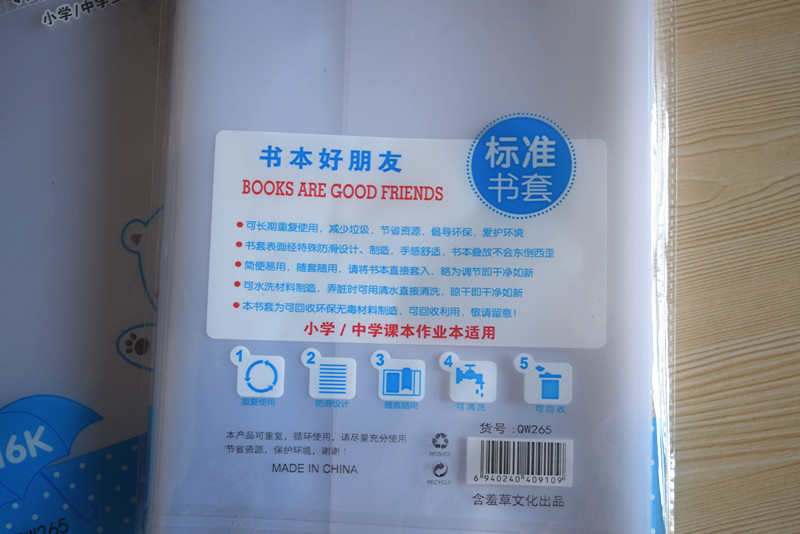 小学/中学
书本好朋友
BOOKS ARE GOOD FRIENDS
标准
书套
可长期重复使用，减少垃圾，节省资源，倡导环保，爱护环境
书套表面经特殊防滑设计、制造，手感舒适，书本叠放不会东倒西歪
简便易用，随套随用，请将书本直接套入，略为调节即干净如新
可水洗材料制造，弄脏时可用清水直接清洗，晾干即干净如新
本书套为可回收环保无毒材料制造，可回收利用，敬请留意！
小学/中学课本作业本适用
1 2 3 4 5
重复使用 防滑设计 随套随用 可清洗 可回收
16K
QW265
本产品可重复，循环使用，请尽量充分使用
节省资源，保护环境，谢谢！
MADE IN CHINA
REDUCE
RECYCLE
货号：QW265
6 940240 409109
含羞草文化出品